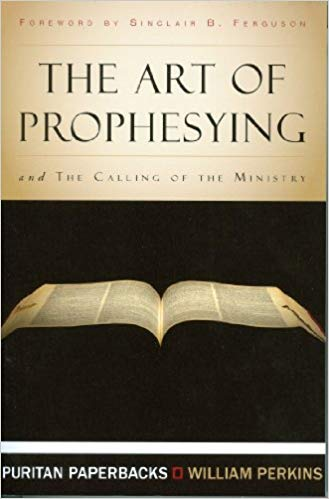 FOREWORD BY SINCLAIR B. FERGUSON
THE ART OF
PROPHESYING
and THE CALLING OF THE MINISTRY
PURITAN PAPERBACKS WILLIAM PERKINS